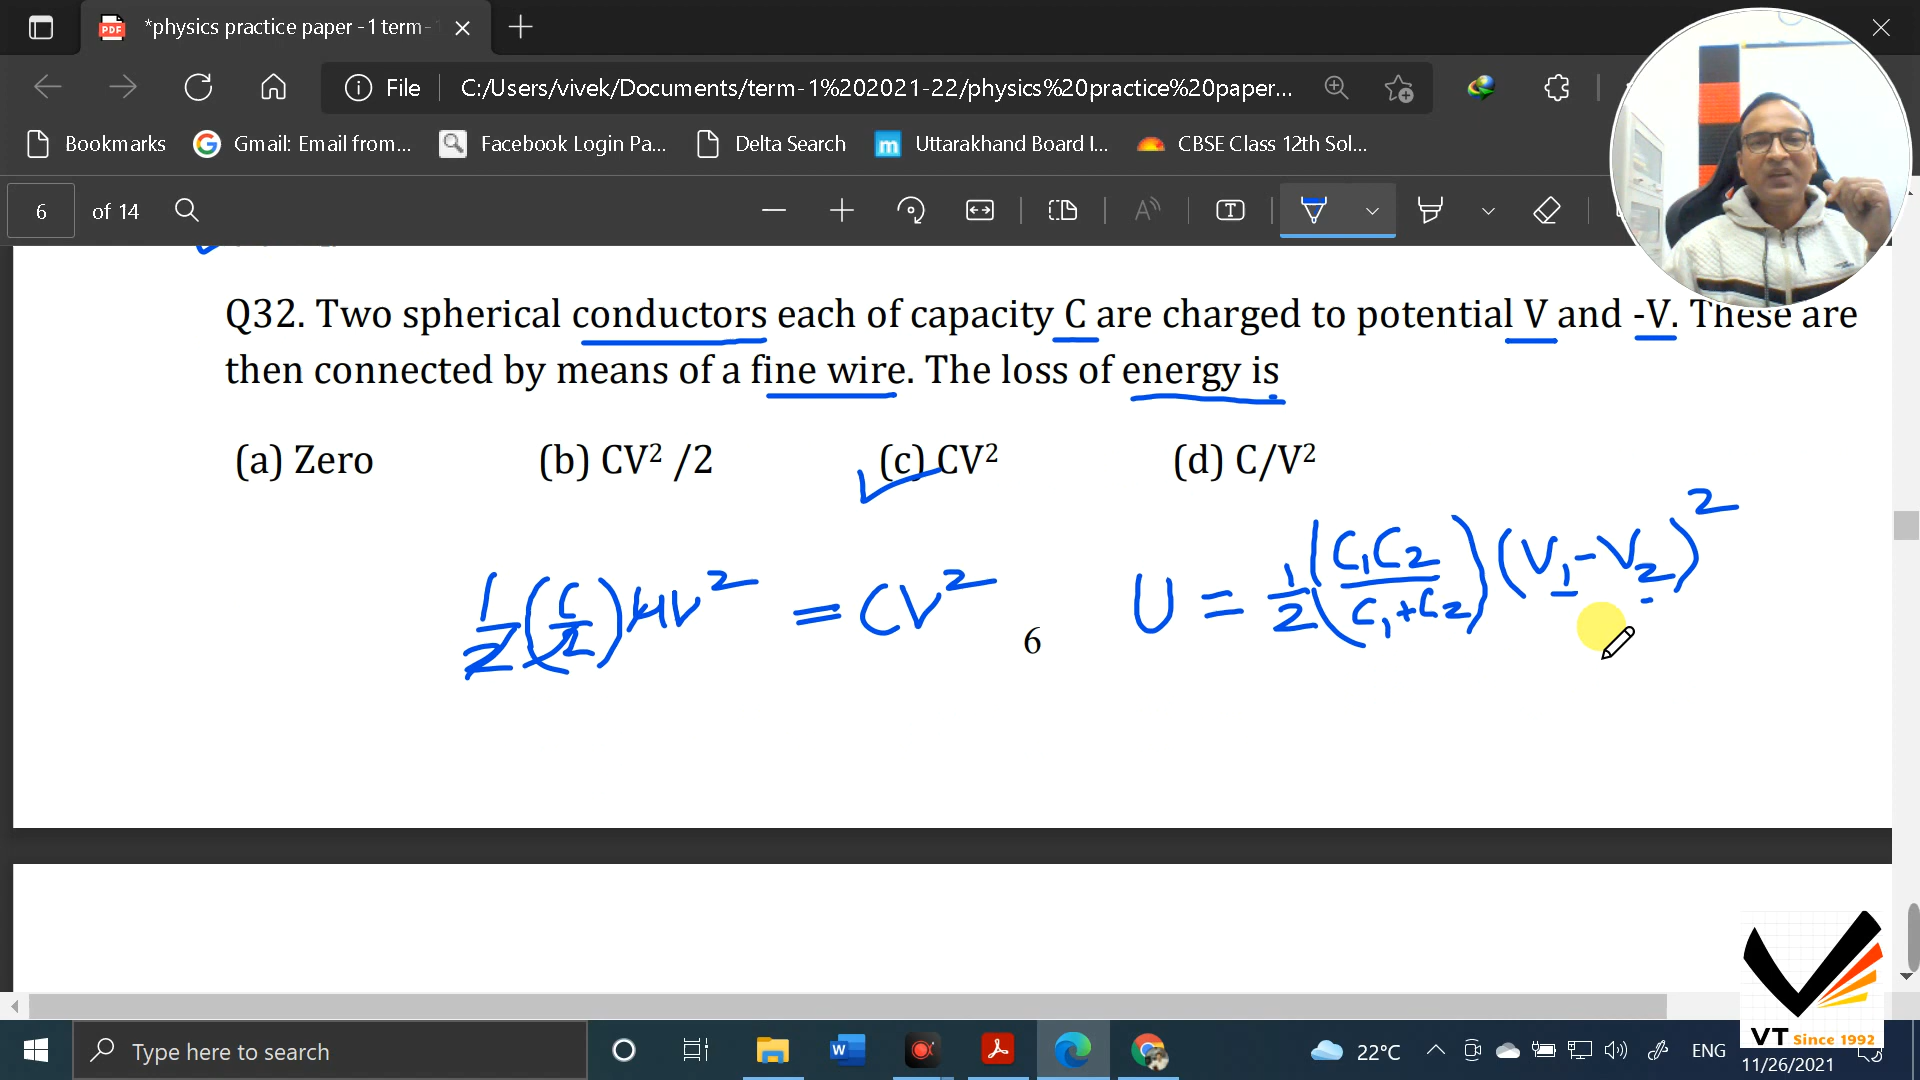 *physics practice paper -1 term-
File C:/Users/vivek/Documents/term-1%202021-22/physics%20practice%20paper...
Bookmarks Gmail: Email from... Facebook Login Pa... Delta Search Uttarakhand Board I... CBSE Class 12th Sol...
6 of 14
Q32. Two spherical conductors each of capacity C are charged to potential V and -V. These are
then connected by means of a fine wire. The loss of energy is
(a) Zero (b) CV² /2 (c) CV² (d) C/V²
1/2 (C/2) 4V² = CV²
U = 1/2 (C₁C₂/C₁+C₂) (V₁-V₂)²
6
VT Since 1992
Type here to search
22°C ENG
11/26/2021